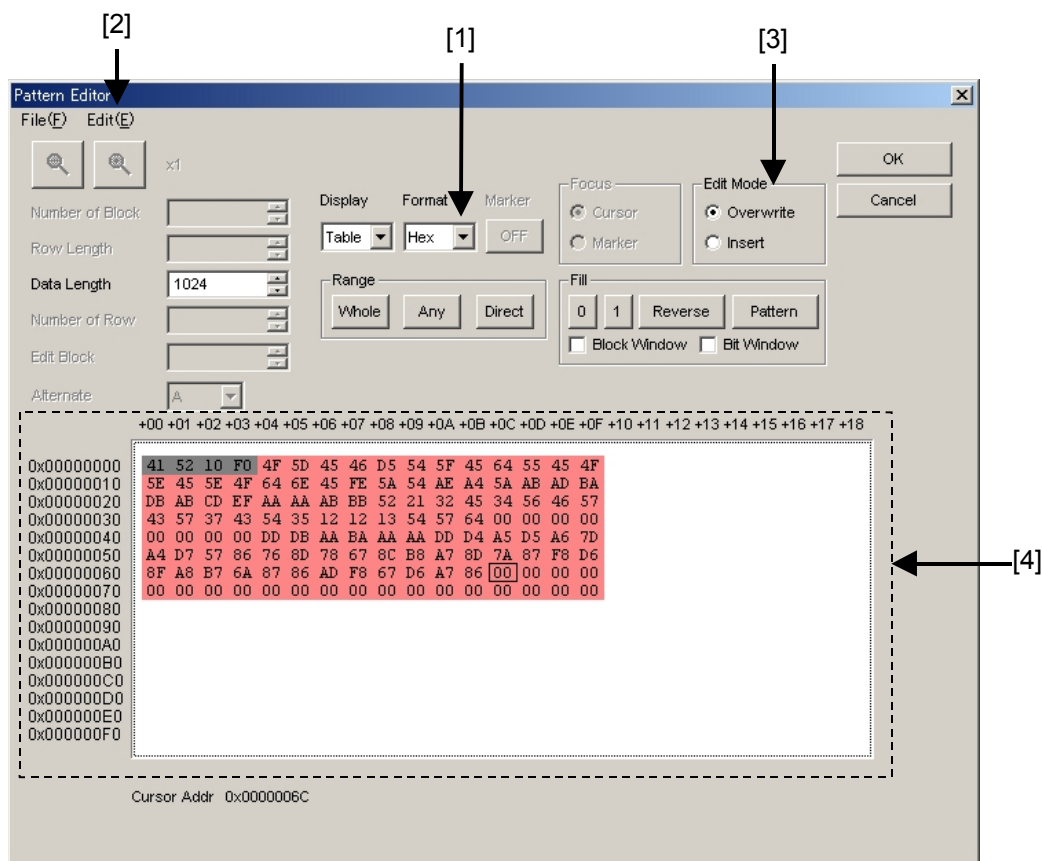 [2]
[1]
[3]
Pattern Editor
File(F) Edit(E)
x1
OK
Cancel
Number of Block
Row Length
Data Length 1024
Number of Row
Edit Block
Alternate A
Display Format Marker
Table Hex OFF
Focus
Cursor
Marker
Edit Mode
Overwrite
Insert
Range
Whole Any Direct
Fill
0 1 Reverse Pattern
Block Window Bit Window
+00 +01 +02 +03 +04 +05 +06 +07 +08 +09 +0A +0B +0C +0D +0E +0F +10 +11 +12 +13 +14 +15 +16 +17 +18
0x00000000 41 52 10 F0 4F 5D 45 46 D5 54 5F 45 64 55 45 4F
0x00000010 5E 45 5E 4F 64 6E 45 FE 5A 54 AE A4 5A AB AD BA
0x00000020 DB AB CD EF AA AA AB BB 52 21 32 45 34 56 46 57
0x00000030 43 57 37 43 54 35 12 12 13 54 57 64 00 00 00 00
0x00000040 00 00 00 00 DD DB AA BA AA AA DD D4 A5 D5 A6 7D
0x00000050 A4 D7 57 86 76 8D 78 67 8C B8 A7 8D 7A 87 F8 D6
0x00000060 8F A8 B7 6A 87 86 AD F8 67 D6 A7 86 00 00 00 00
0x00000070 00 00 00 00 00 00 00 00 00 00 00 00 00 00 00 00
0x00000080
0x00000090
0x000000A0
0x000000B0
0x000000C0
0x000000D0
0x000000E0
0x000000F0
[4]
Cursor Addr 0x0000006C